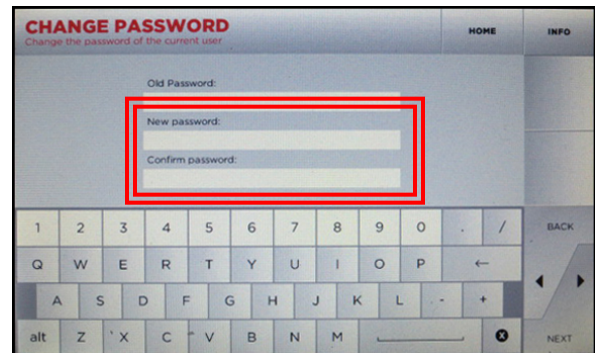 CHANGE PASSWORD
Change the password of the current user
HOME
INFO
Old Password:
New password:
Confirm password:
1 2 3 4 5 6 7 8 9 0 . /
BACK
Q W E R T Y U I O P ←
A S D F G H J K L - +
alt Z X C V B N M
NEXT